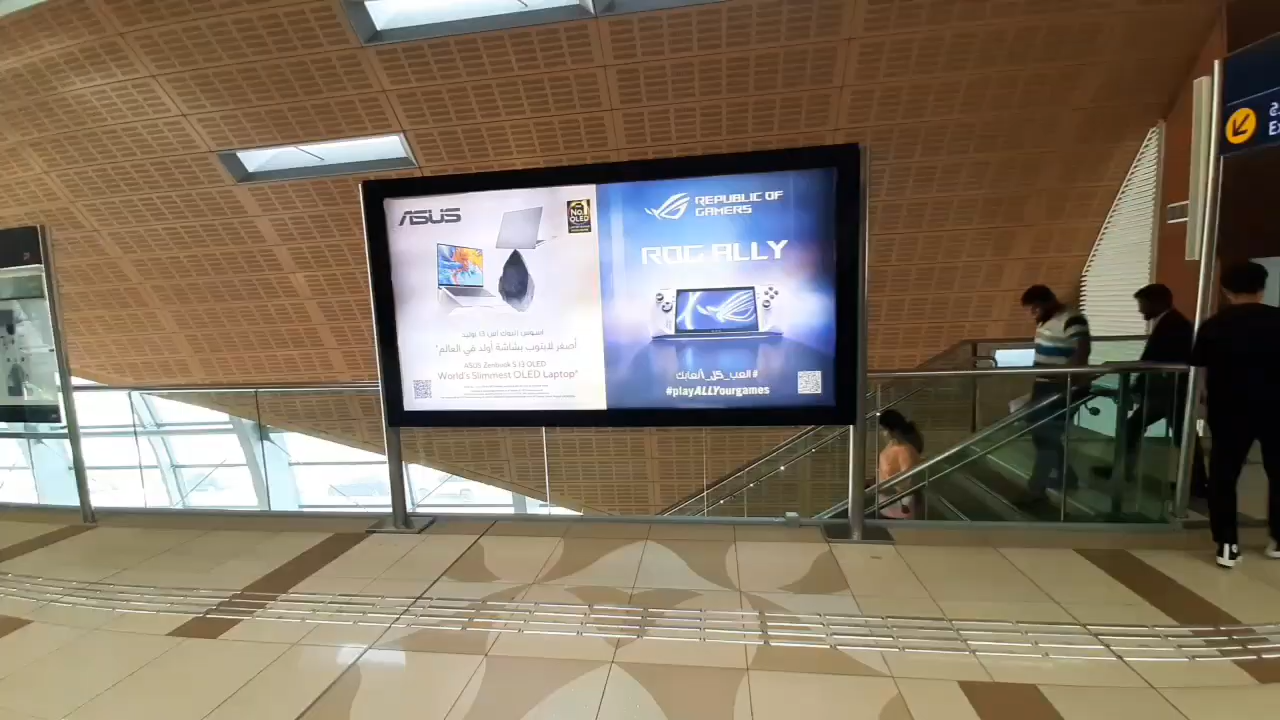 ASUS
No.1
OLED
أصغر لابتوب بشاشة أولد في العالم*
ASUS Zenbook S 13 OLED
World's Slimmest OLED Laptop*
REPUBLIC OF
GAMERS
ROG ALLY
#العب_كل_ألعابك
#playALLYourgames